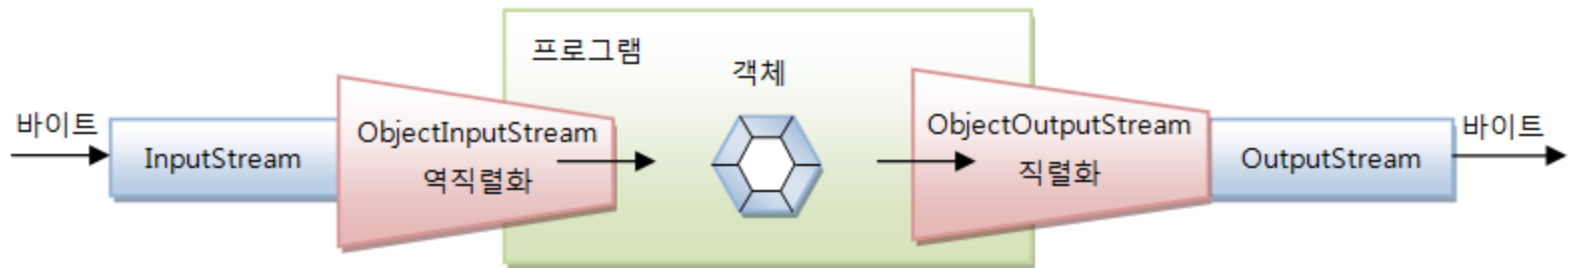 프로그램
객체
바이트
InputStream
ObjectInputStream
역직렬화
ObjectOutputStream
직렬화
OutputStream
바이트